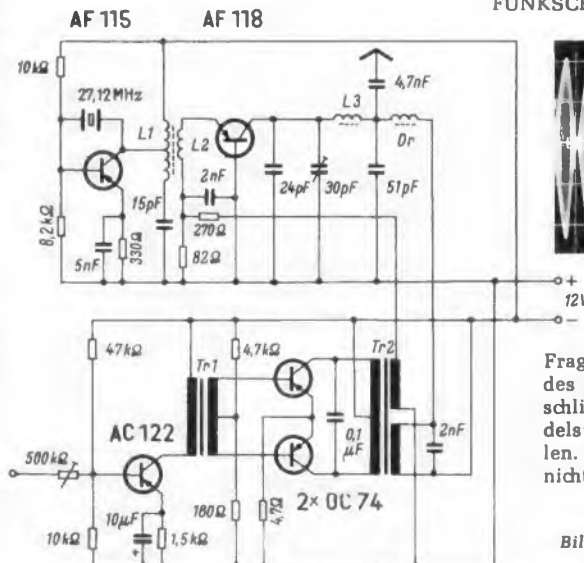 AF 115 AF 118
FUNKSCH
10kΩ
27,12 MHz
4,7nF
L1
L2
L3
Dr
2nF
24pF
30pF
51pF
15pF
270Ω
8,2kΩ
5nF
330Ω
82Ω
+
12V
−
47kΩ
Tr1
4,7kΩ
Tr2
AC 122
0,1
µF
2nF
500kΩ
2× OC 74
10µF
+
1,5kΩ
180Ω
4,7Ω
10kΩ
Frag
des
schli
dels
len.
nicht
Bil